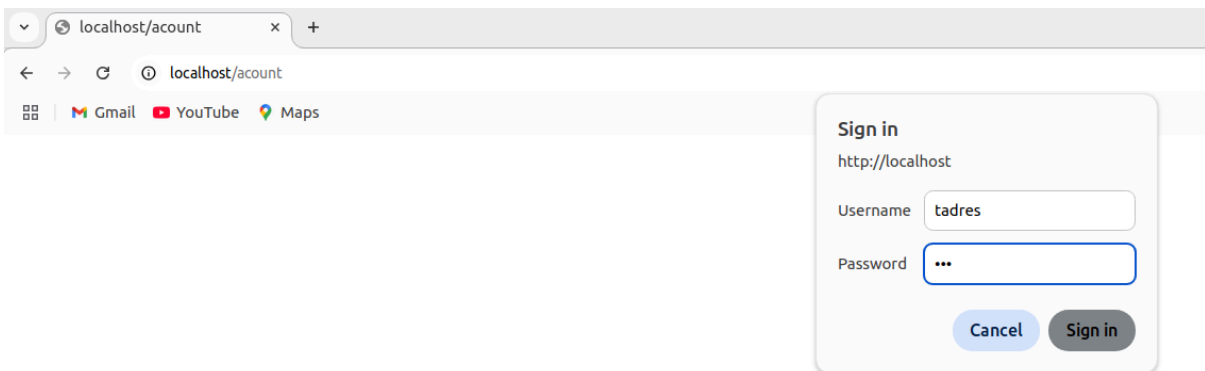 localhost/acount
localhost/acount
Gmail YouTube Maps
Sign in
http://localhost
Username tadres
Password •••
Cancel Sign in